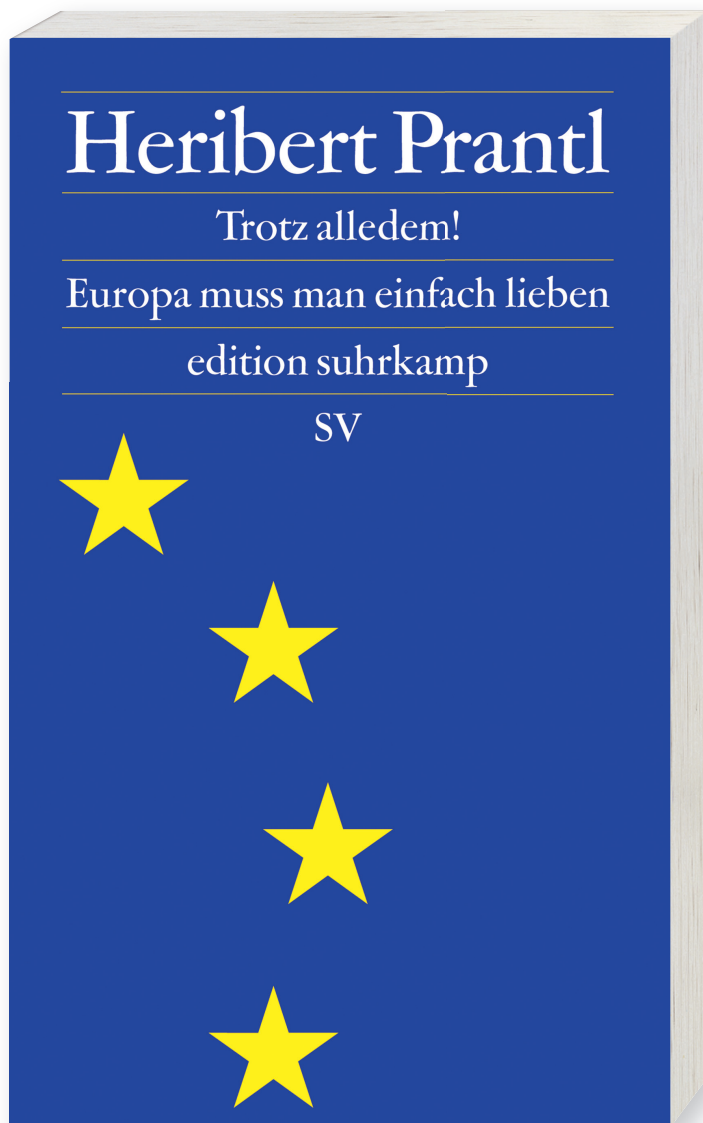 Heribert Prantl
Trotz alledem!
Europa muss man einfach lieben
edition suhrkamp
SV